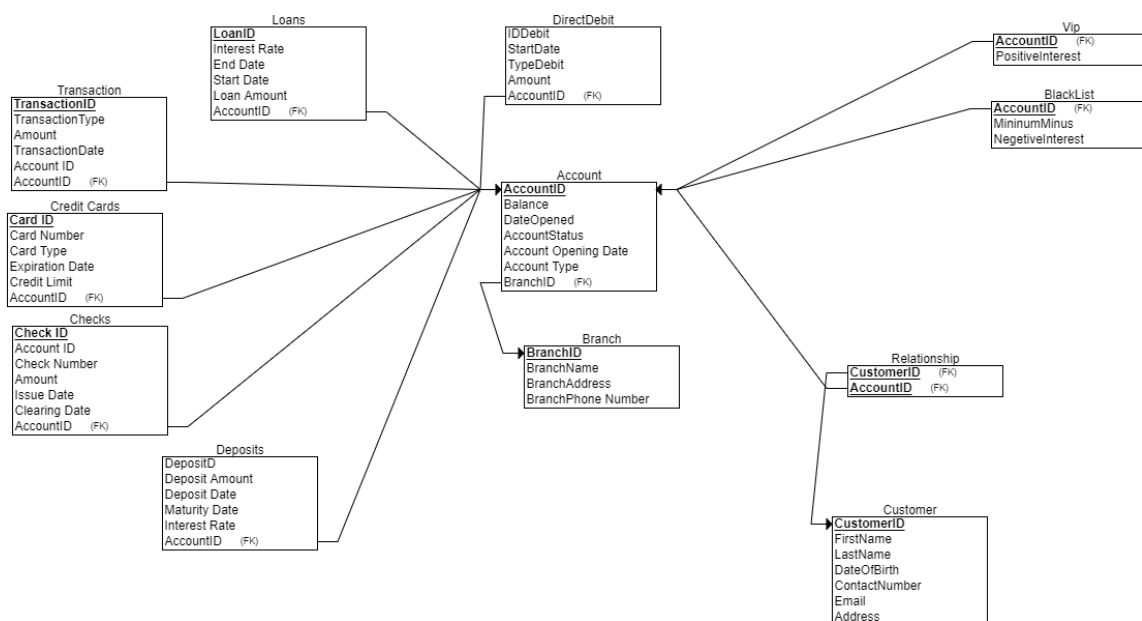 Loans
LoanID
Interest Rate
End Date
Start Date
Loan Amount
AccountID (FK)
DirectDebit
IDDebit
StartDate
TypeDebit
Amount
AccountID (FK)
Vip
AccountID (FK)
PositiveInterest
BlackList
AccountID (FK)
MininumMinus
NegetiveInterest
Transaction
TransactionID
TransactionType
Amount
TransactionDate
Account ID
AccountID (FK)
Account
AccountID
Balance
DateOpened
AccountStatus
Account Opening Date
Account Type
BranchID (FK)
Credit Cards
Card ID
Card Number
Card Type
Expiration Date
Credit Limit
AccountID (FK)
Checks
Check ID
Account ID
Check Number
Amount
Issue Date
Clearing Date
AccountID (FK)
Branch
BranchID
BranchName
BranchAddress
BranchPhone Number
Relationship
CustomerID (FK)
AccountID (FK)
Deposits
DepositD
Deposit Amount
Deposit Date
Maturity Date
Interest Rate
AccountID (FK)
Customer
CustomerID
FirstName
LastName
DateOfBirth
ContactNumber
Email
Address